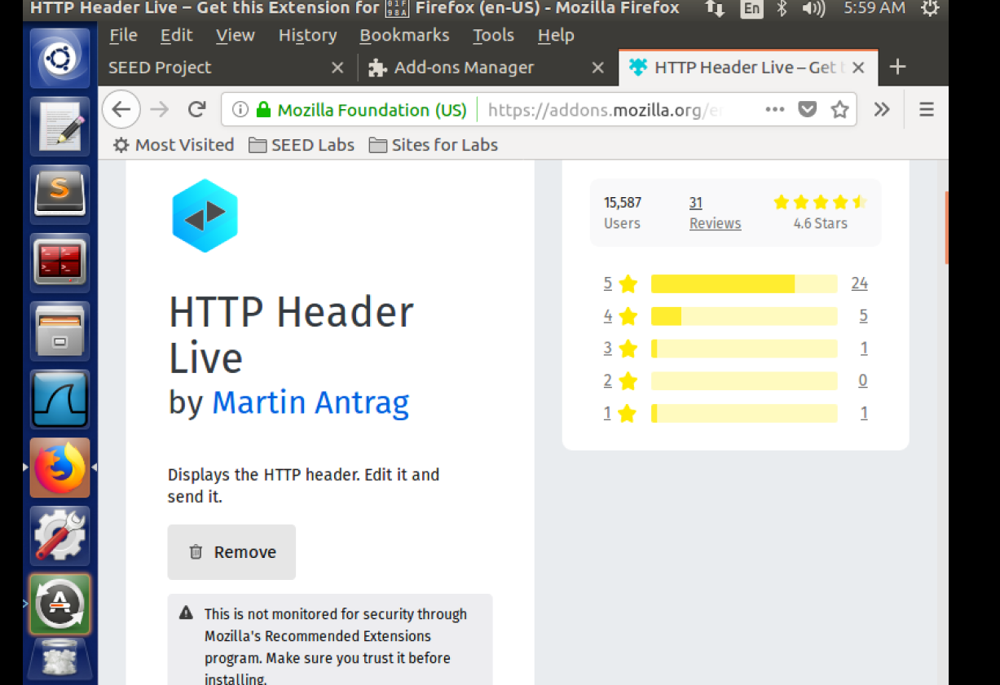 HTTP Header Live – Get this Extension for 01F98A Firefox (en-US) - Mozilla Firefox
En
5:59 AM
File Edit View History Bookmarks Tools Help
SEED Project
Add-ons Manager
HTTP Header Live – Get t
Mozilla Foundation (US)
https://addons.mozilla.org/e
Most Visited
SEED Labs
Sites for Labs
HTTP Header
Live
by Martin Antrag
Displays the HTTP header. Edit it and
send it.
Remove
This is not monitored for security through
Mozilla's Recommended Extensions
program. Make sure you trust it before
installing.
15,587
Users
31
Reviews
4.6 Stars
5 24
4 5
3 1
2 0
1 1